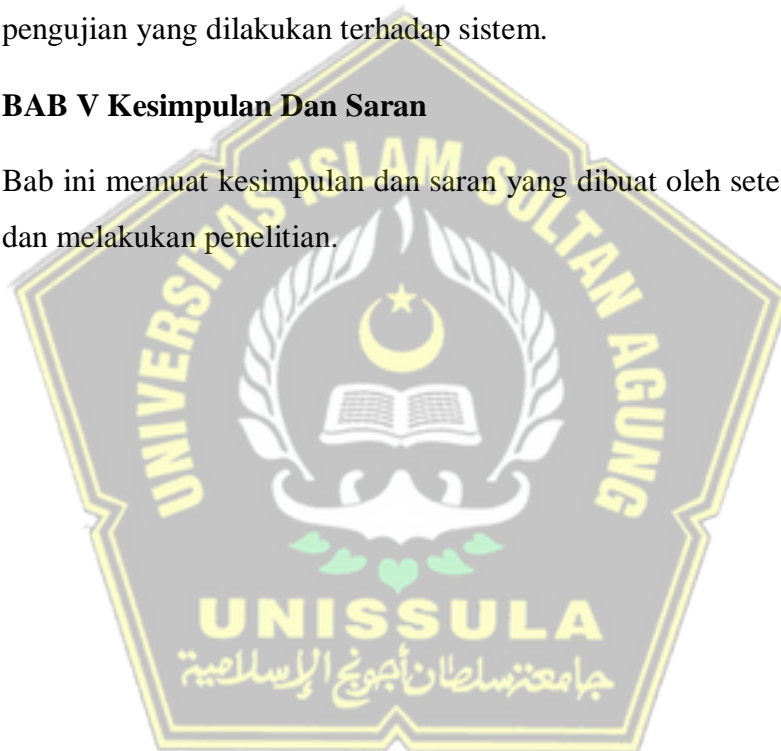 pengujian yang dilakukan terhadap sistem.
BAB V Kesimpulan Dan Saran
Bab ini memuat kesimpulan dan saran yang dibuat oleh sete
dan melakukan penelitian.
UNIVERSITAS ISLAM SULTAN AGUNG
UNISSULA
جامعة سلطان أجونج الإسلامية